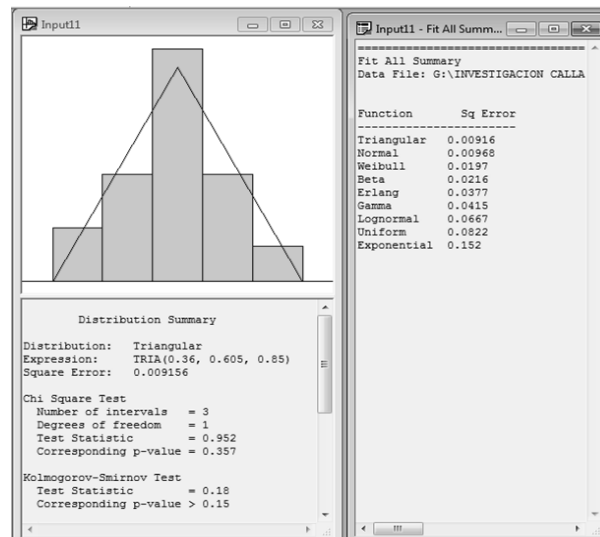 Input11
Distribution Summary
Distribution: Triangular
Expression: TRIA(0.36, 0.605, 0.85)
Square Error: 0.009156
Chi Square Test
Number of intervals = 3
Degrees of freedom = 1
Test Statistic = 0.952
Corresponding p-value = 0.357
Kolmogorov-Smirnov Test
Test Statistic = 0.18
Corresponding p-value > 0.15
Input11 - Fit All Summ...
Fit All Summary
Data File: G:\INVESTIGACION CALLA
Function Sq Error
Triangular 0.00916
Normal 0.00968
Weibull 0.0197
Beta 0.0216
Erlang 0.0377
Gamma 0.0415
Lognormal 0.0667
Uniform 0.0822
Exponential 0.152